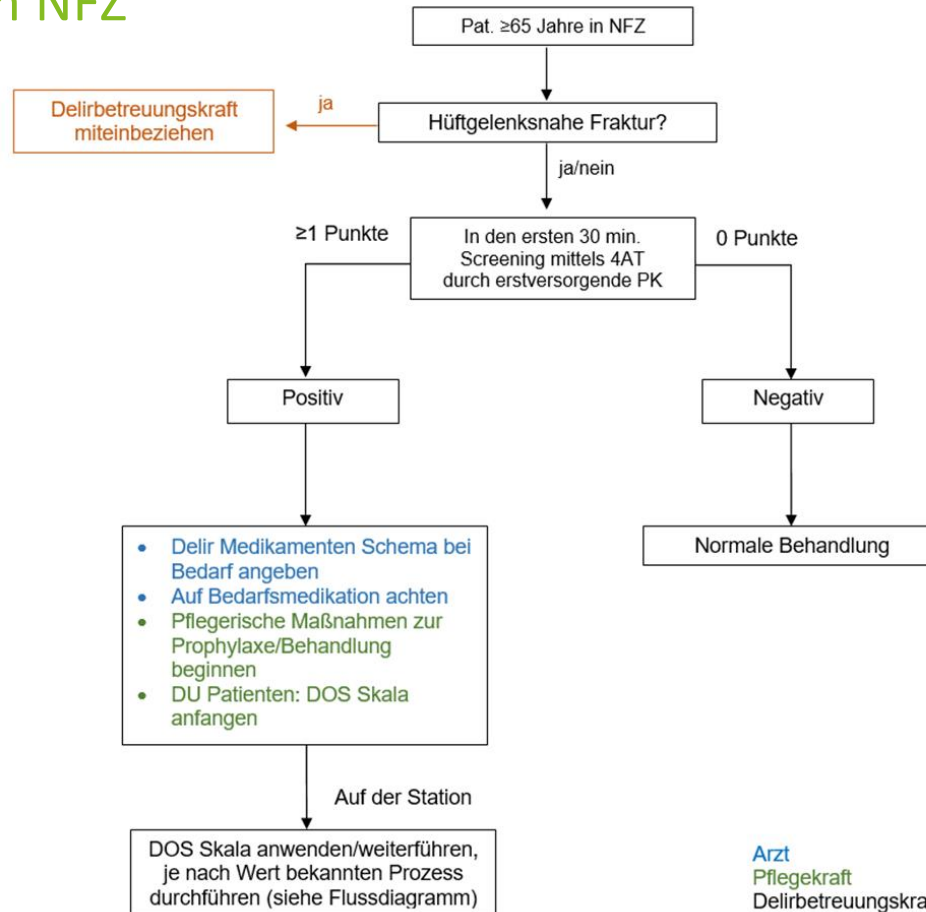 NFZ
Pat. ≥65 Jahre in NFZ
Delirbetreuungskraft
miteinbeziehen
ja
Hüftgelenksnahe Fraktur?
ja/nein
≥1 Punkte
In den ersten 30 min.
Screening mittels 4AT
durch erstversorgende PK
0 Punkte
Positiv
Negativ
• Delir Medikamenten Schema bei
Bedarf angeben
• Auf Bedarfsmedikation achten
• Pflegerische Maßnahmen zur
Prophylaxe/Behandlung
beginnen
• DU Patienten: DOS Skala
anfangen
Normale Behandlung
Auf der Station
DOS Skala anwenden/weiterführen,
je nach Wert bekannten Prozess
durchführen (siehe Flussdiagramm)
Arzt
Pflegekraft
Delirbetreuungskra